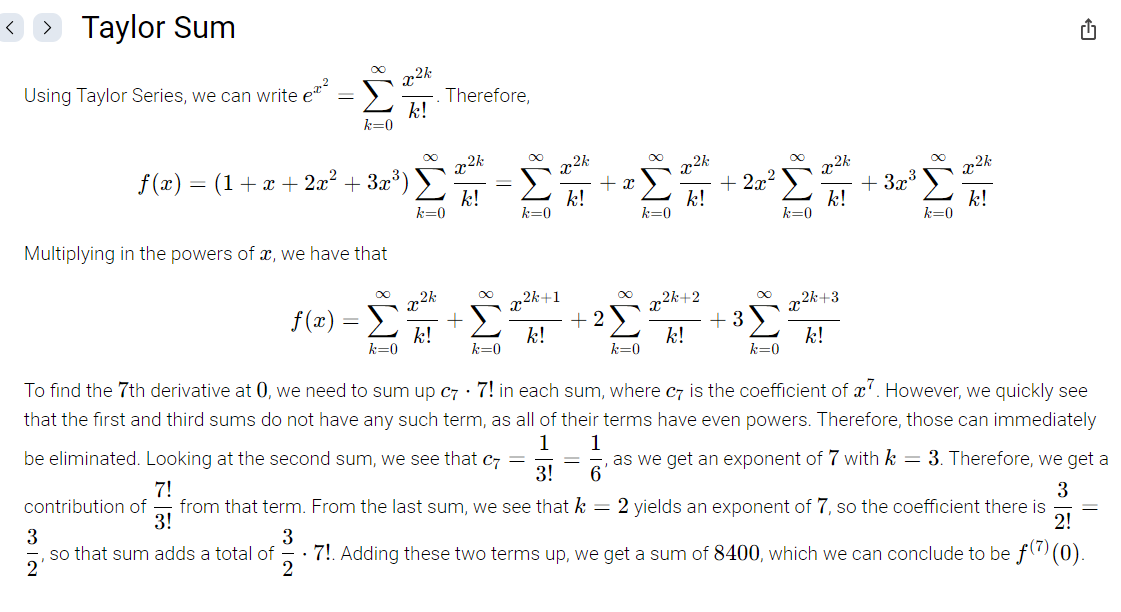 Taylor Sum
Using Taylor Series, we can write $e^{x^2} = \sum_{k=0}^{\infty} \frac{x^{2k}}{k!}$. Therefore,
$f(x) = (1 + x + 2x^2 + 3x^3) \sum_{k=0}^{\infty} \frac{x^{2k}}{k!} = \sum_{k=0}^{\infty} \frac{x^{2k}}{k!} + x \sum_{k=0}^{\infty} \frac{x^{2k}}{k!} + 2x^2 \sum_{k=0}^{\infty} \frac{x^{2k}}{k!} + 3x^3 \sum_{k=0}^{\infty} \frac{x^{2k}}{k!}$
Multiplying in the powers of $x$, we have that
$f(x) = \sum_{k=0}^{\infty} \frac{x^{2k}}{k!} + \sum_{k=0}^{\infty} \frac{x^{2k+1}}{k!} + 2 \sum_{k=0}^{\infty} \frac{x^{2k+2}}{k!} + 3 \sum_{k=0}^{\infty} \frac{x^{2k+3}}{k!}$
To find the $7$th derivative at $0$, we need to sum up $c_7 \cdot 7!$ in each sum, where $c_7$ is the coefficient of $x^7$. However, we quickly see
that the first and third sums do not have any such term, as all of their terms have even powers. Therefore, those can immediately
be eliminated. Looking at the second sum, we see that $c_7 = \frac{1}{3!} = \frac{1}{6}$, as we get an exponent of $7$ with $k = 3$. Therefore, we get a
contribution of $\frac{7!}{3!}$ from that term. From the last sum, we see that $k = 2$ yields an exponent of $7$, so the coefficient there is $\frac{3}{2!} =$
$\frac{3}{2}$, so that sum adds a total of $\frac{3}{2} \cdot 7!$. Adding these two terms up, we get a sum of $8400$, which we can conclude to be $f^{(7)}(0)$.